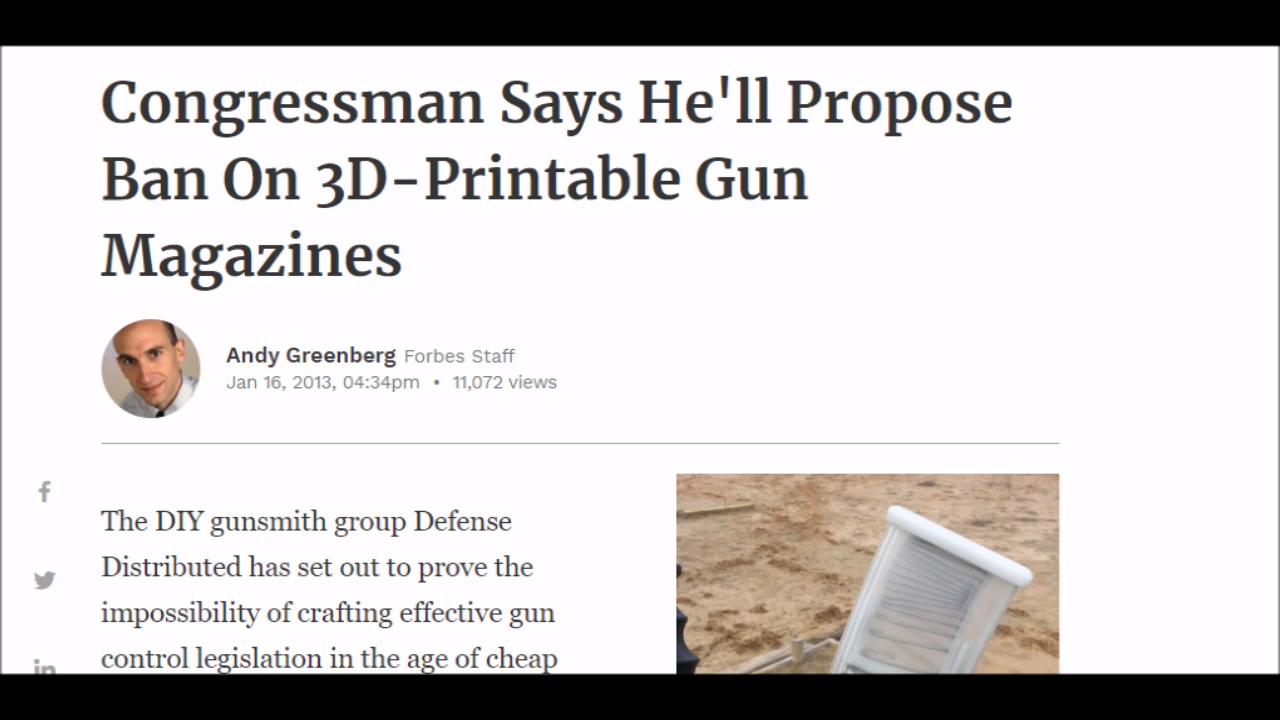 Congressman Says He'll Propose
Ban On 3D-Printable Gun
Magazines
Andy Greenberg Forbes Staff
Jan 16, 2013, 04:34pm • 11,072 views
The DIY gunsmith group Defense
Distributed has set out to prove the
impossibility of crafting effective gun
control legislation in the age of cheap